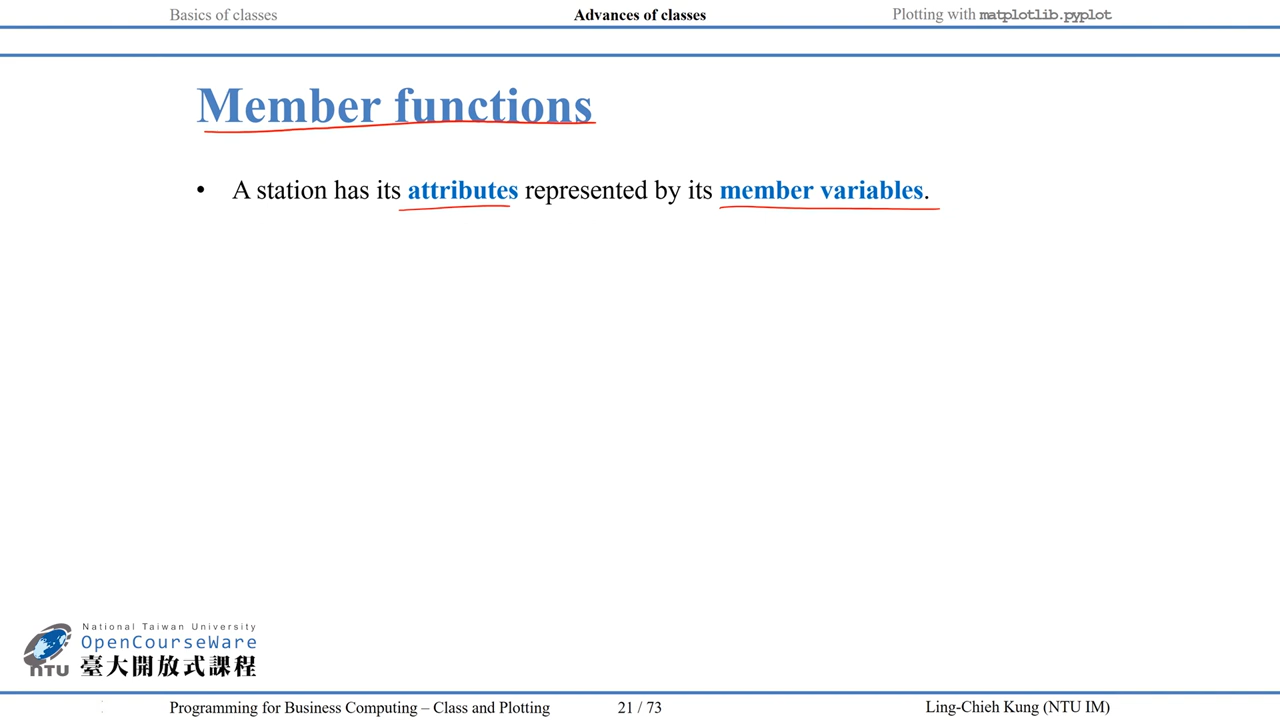 Basics of classes Advances of classes Plotting with matplotlib.pyplot
Member functions
• A station has its attributes represented by its member variables.
National Taiwan University
OpenCourseWare
NTU 臺大開放式課程
Programming for Business Computing – Class and Plotting 21 / 73 Ling-Chieh Kung (NTU IM)